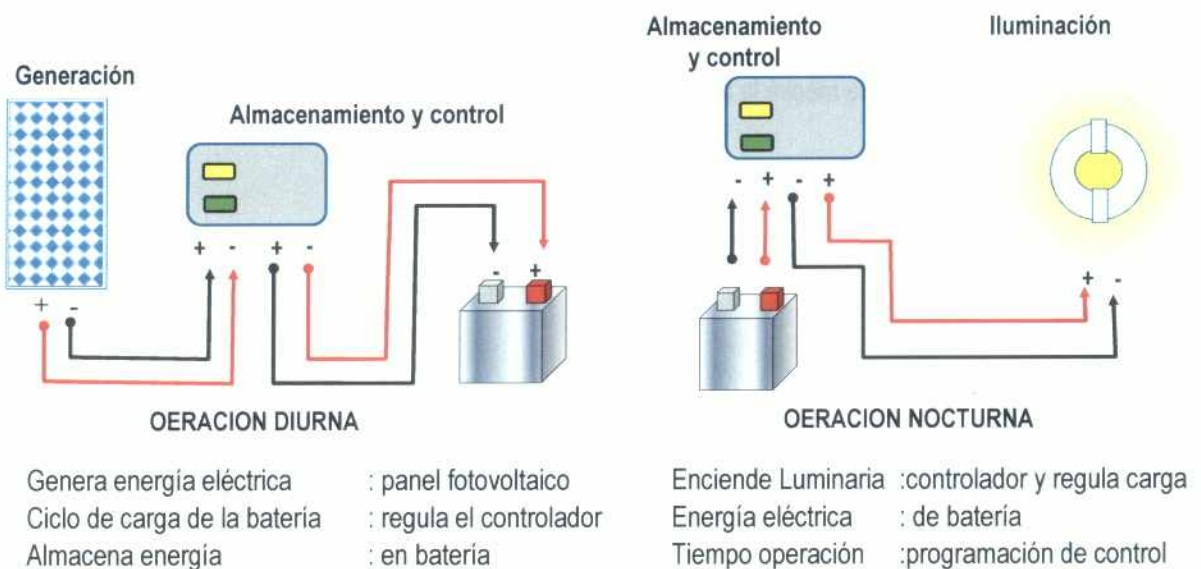 Generación
Almacenamiento y control
+ - + -
- +
+ -
OERACION DIURNA
Genera energía eléctrica : panel fotovoltaico
Ciclo de carga de la batería : regula el controlador
Almacena energía : en batería
Almacenamiento
y control
Iluminación
- + - +
+ -
OERACION NOCTURNA
Enciende Luminaria :controlador y regula carga
Energía eléctrica : de batería
Tiempo operación :programación de control